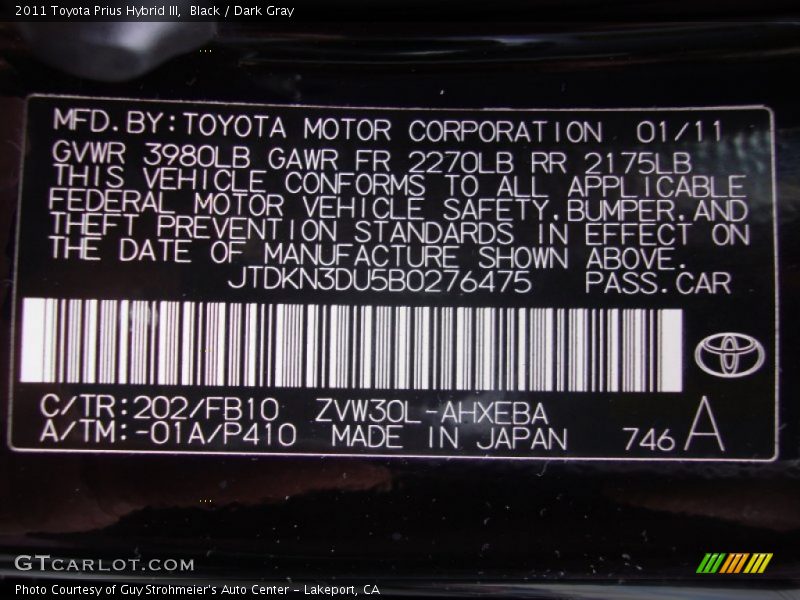 2011 Toyota Prius Hybrid III, Black / Dark Gray
MFD.BY:TOYOTA MOTOR CORPORATION 01/11
GVWR 3980LB GAWR FR 2270LB RR 2175LB
THIS VEHICLE CONFORMS TO ALL APPLICABLE
FEDERAL MOTOR VEHICLE SAFETY.BUMPER.AND
THEFT PREVENTION STANDARDS IN EFFECT ON
THE DATE OF MANUFACTURE SHOWN ABOVE.
JTDKN3DU5B0276475 PASS.CAR
C/TR:202/FB10 ZVW30L-AHXEBA
A/TM:-01A/P410 MADE IN JAPAN 746 A
GTCARLOT.COM
Photo Courtesy of Guy Strohmeier's Auto Center – Lakeport, CA